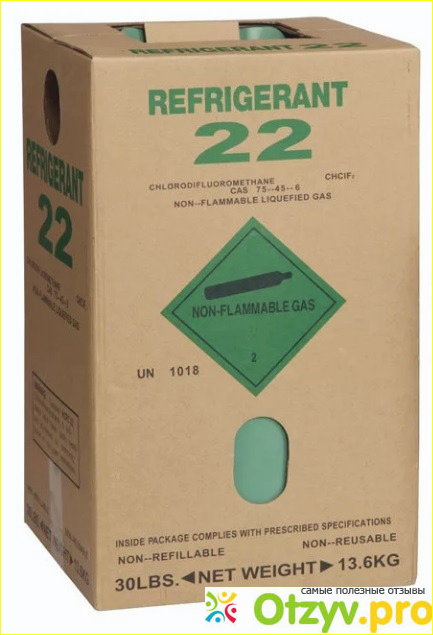 REFRIGERANT
22
CHLORODIFLUOROMETHANE CHClF₂
CAS 75--45--6
NON--FLAMMABLE LIQUEFIED GAS
NON-FLAMMABLE GAS
2
UN 1018
INSIDE PACKAGE COMPLIES WITH PRESCRIBED SPECIFICATIONS
NON--REFILLABLE NON--REUSABLE
30LBS. ◄NET WEIGHT► 13.6KG
REFRIGERANT
22
самые полезные отзывы
Otzyv.pro